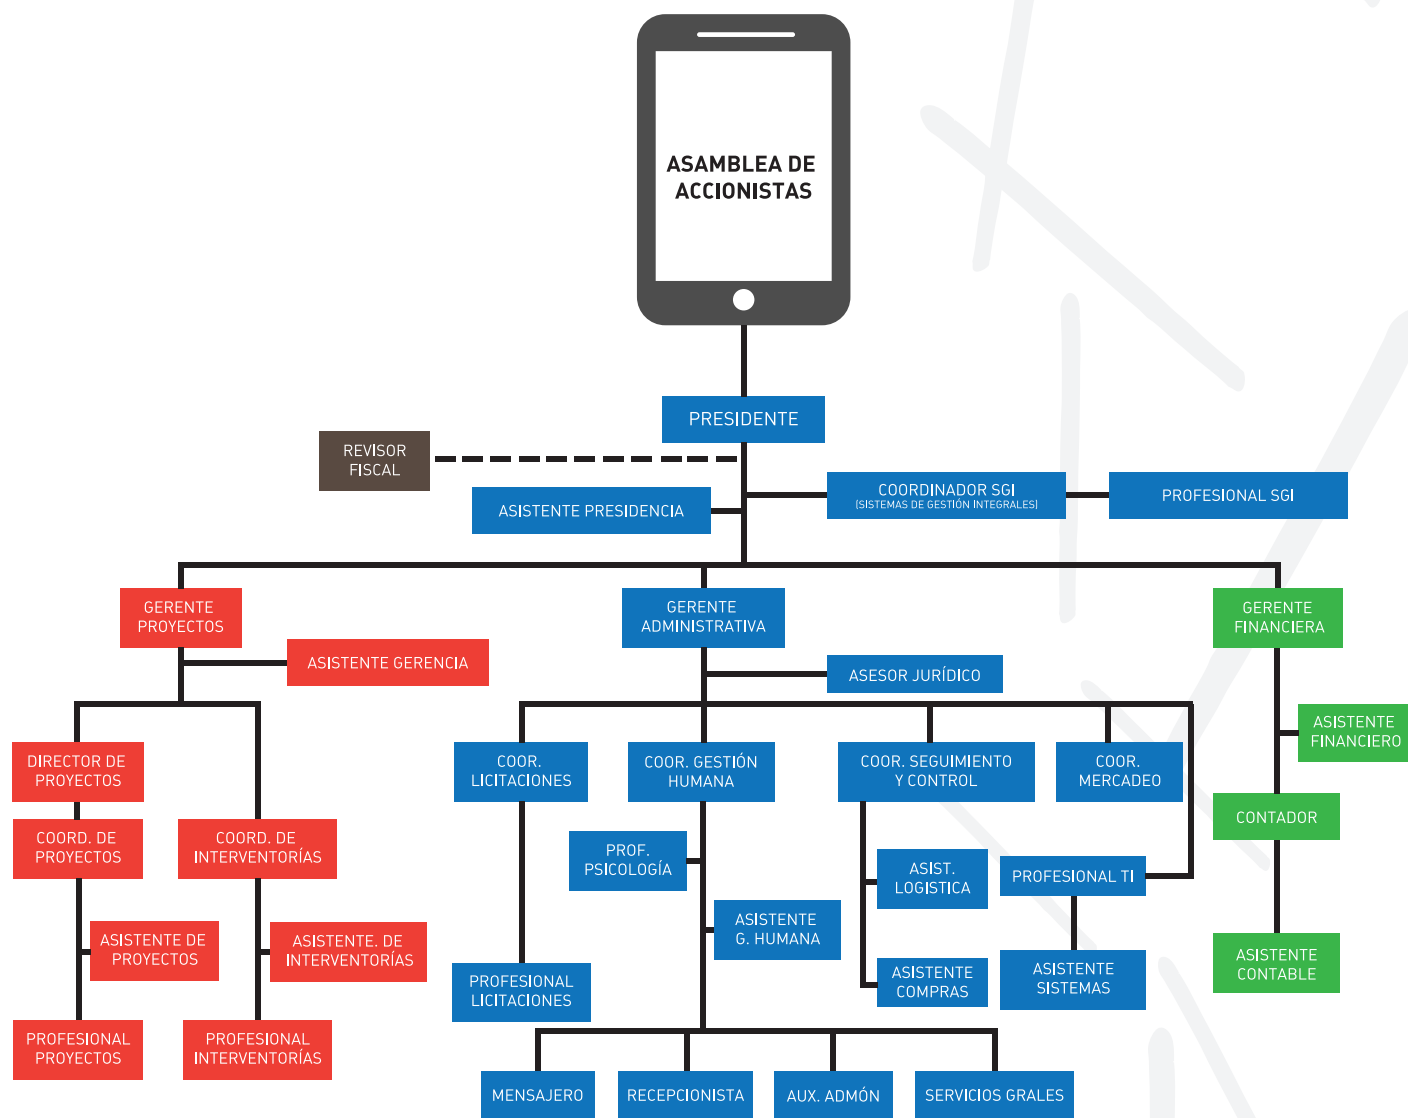 ASAMBLEA DE
ACCIONISTAS
PRESIDENTE
REVISOR
FISCAL
COORDINADOR SGI
(SISTEMAS DE GESTIÓN INTEGRALES)
PROFESIONAL SGI
ASISTENTE PRESIDENCIA
GERENTE
PROYECTOS
GERENTE
ADMINISTRATIVA
GERENTE
FINANCIERA
ASISTENTE GERENCIA
ASESOR JURÍDICO
ASISTENTE
FINANCIERO
DIRECTOR DE
PROYECTOS
COOR.
LICITACIONES
COOR. GESTIÓN
HUMANA
COOR. SEGUIMIENTO
Y CONTROL
COOR.
MERCADEO
CONTADOR
COORD. DE
PROYECTOS
COORD. DE
INTERVENTORÍAS
PROF.
PSICOLOGÍA
ASIST.
LOGISTICA
PROFESIONAL TI
ASISTENTE
G. HUMANA
ASISTENTE DE
PROYECTOS
ASISTENTE. DE
INTERVENTORÍAS
PROFESIONAL
LICITACIONES
ASISTENTE
COMPRAS
ASISTENTE
SISTEMAS
ASISTENTE
CONTABLE
PROFESIONAL
PROYECTOS
PROFESIONAL
INTERVENTORÍAS
MENSAJERO
RECEPCIONISTA
AUX. ADMÓN
SERVICIOS GRALES